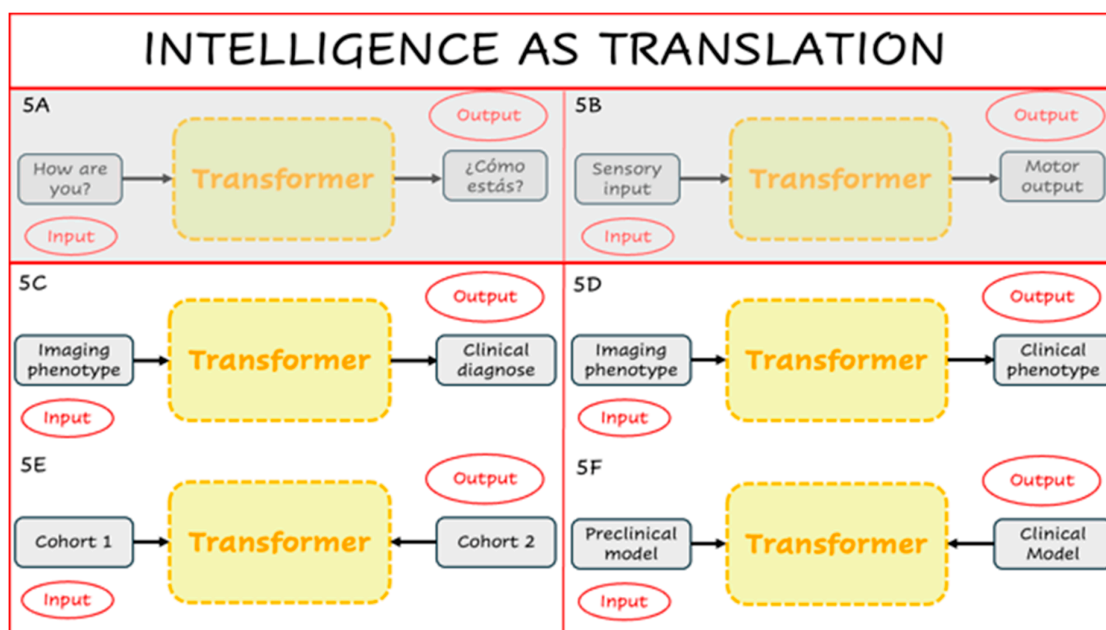 INTELLIGENCE AS TRANSLATION
5A
Output
How are
you?
Transformer
¿Cómo
estás?
Input
5B
Output
Sensory
input
Transformer
Motor
output
Input
5C
Output
Imaging
phenotype
Transformer
Clinical
diagnose
Input
5D
Output
Imaging
phenotype
Transformer
Clinical
phenotype
Input
5E
Output
Cohort 1
Transformer
Cohort 2
Input
5F
Output
Preclinical
model
Transformer
Clinical
Model
Input